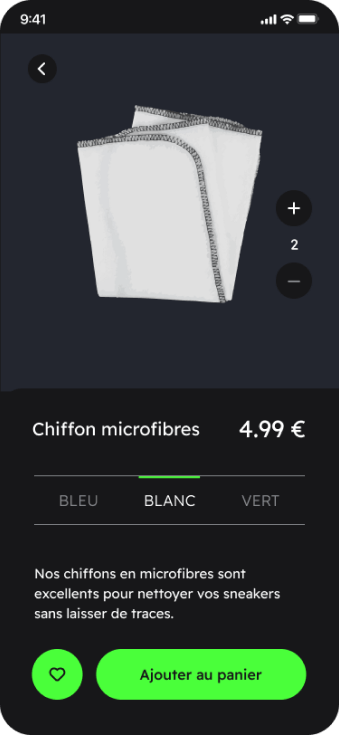 9:41
2
Chiffon microfibres
4.99 €
BLEU BLANC VERT
Nos chiffons en microfibres sont
excellents pour nettoyer vos sneakers
sans laisser de traces.
Ajouter au panier